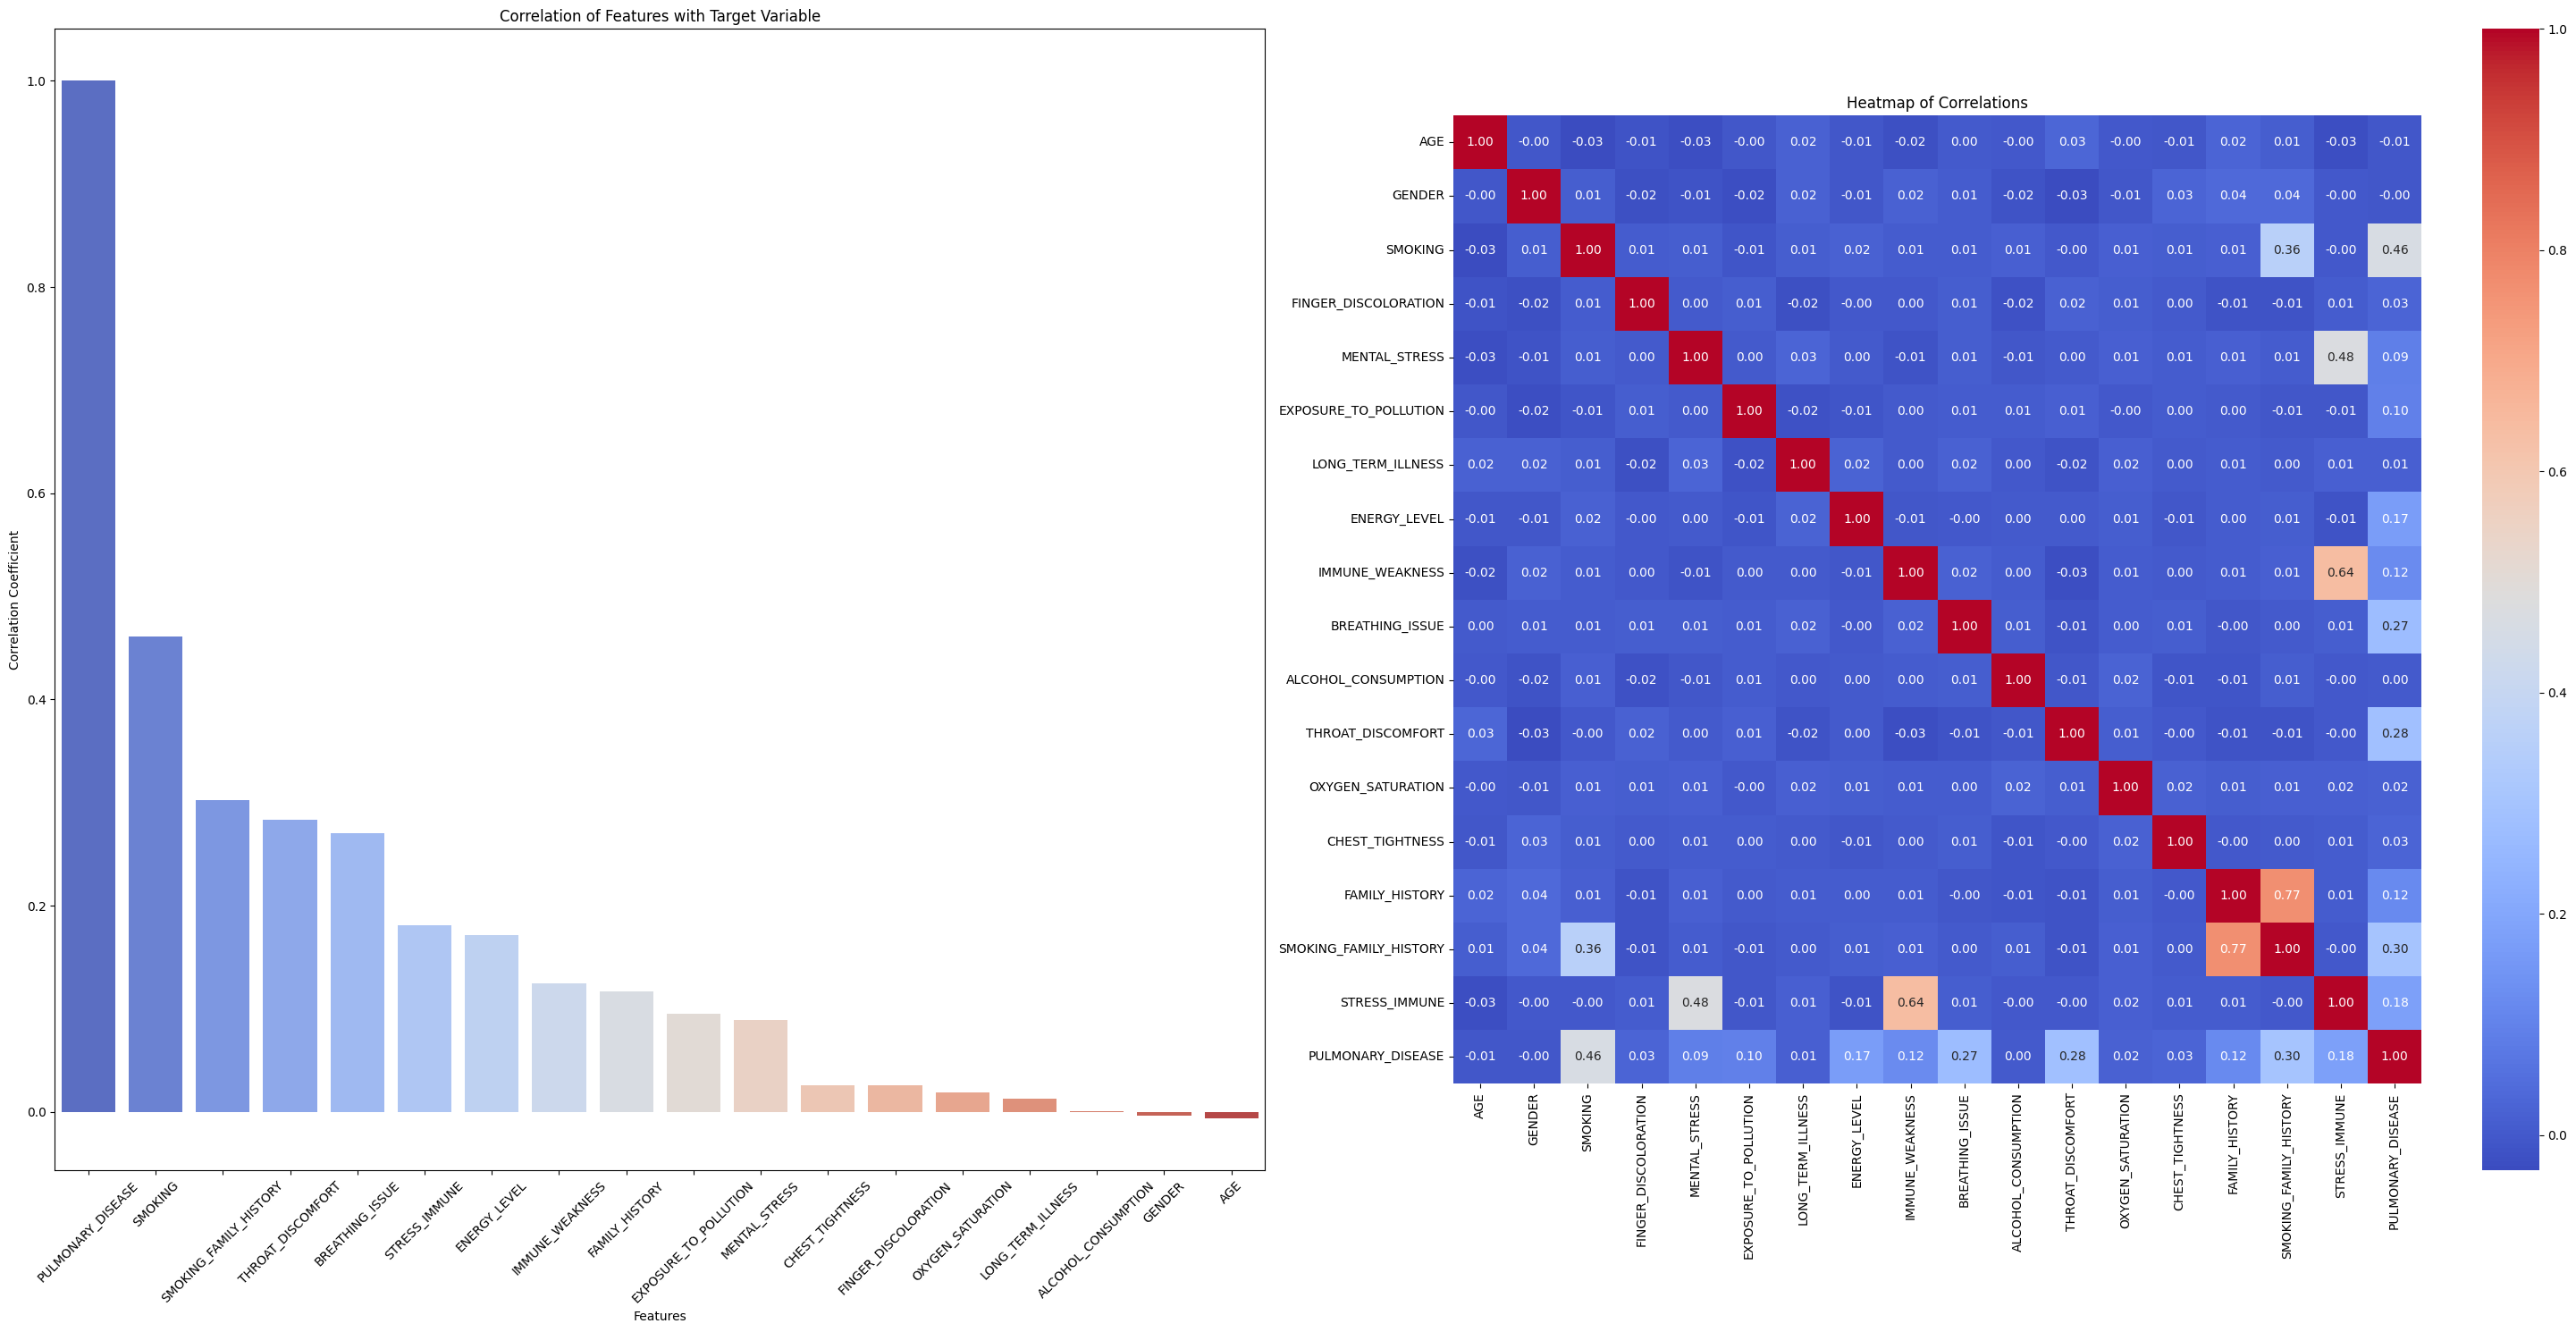 Correlation of Features with Target Variable
1.0
0.8
0.6
0.4
0.2
0.0
Correlation Coefficient
PULMONARY_DISEASE
SMOKING
SMOKING_FAMILY_HISTORY
THROAT_DISCOMFORT
BREATHING_ISSUE
STRESS_IMMUNE
ENERGY_LEVEL
IMMUNE_WEAKNESS
FAMILY_HISTORY
EXPOSURE_TO_POLLUTION
MENTAL_STRESS
CHEST_TIGHTNESS
FINGER_DISCOLORATION
OXYGEN_SATURATION
LONG_TERM_ILLNESS
ALCOHOL_CONSUMPTION
GENDER
AGE
Features
Heatmap of Correlations
AGE 1.00 -0.00 -0.03 -0.01 -0.03 -0.00 0.02 -0.01 -0.02 0.00 -0.00 0.03 -0.00 -0.01 0.02 0.01 -0.03 -0.01
GENDER -0.00 1.00 0.01 -0.02 -0.01 -0.02 0.02 -0.01 0.02 0.01 -0.02 -0.03 -0.01 0.03 0.04 0.04 -0.00 -0.00
SMOKING -0.03 0.01 1.00 0.01 0.01 -0.01 0.01 0.02 0.01 0.01 0.01 -0.00 0.01 0.01 0.01 0.36 -0.00 0.46
FINGER_DISCOLORATION -0.01 -0.02 0.01 1.00 0.00 0.01 -0.02 -0.00 0.00 0.01 -0.02 0.02 0.01 0.00 -0.01 -0.01 0.01 0.03
MENTAL_STRESS -0.03 -0.01 0.01 0.00 1.00 0.00 0.03 0.00 -0.01 0.01 -0.01 0.00 0.01 0.01 0.01 0.01 0.48 0.09
EXPOSURE_TO_POLLUTION -0.00 -0.02 -0.01 0.01 0.00 1.00 -0.02 -0.01 0.00 0.01 0.01 0.01 -0.00 0.00 0.00 -0.01 -0.01 0.10
LONG_TERM_ILLNESS 0.02 0.02 0.01 -0.02 0.03 -0.02 1.00 0.02 0.00 0.02 0.00 -0.02 0.02 0.00 0.01 0.00 0.01 0.01
ENERGY_LEVEL -0.01 -0.01 0.02 -0.00 0.00 -0.01 0.02 1.00 -0.01 -0.00 0.00 0.00 0.01 -0.01 0.00 0.01 -0.01 0.17
IMMUNE_WEAKNESS -0.02 0.02 0.01 0.00 -0.01 0.00 0.00 -0.01 1.00 0.02 0.00 -0.03 0.01 0.00 0.01 0.01 0.64 0.12
BREATHING_ISSUE 0.00 0.01 0.01 0.01 0.01 0.01 0.02 -0.00 0.02 1.00 0.01 -0.01 0.00 0.01 -0.00 0.00 0.01 0.27
ALCOHOL_CONSUMPTION -0.00 -0.02 0.01 -0.02 -0.01 0.01 0.00 0.00 0.00 0.01 1.00 -0.01 0.02 -0.01 -0.01 0.01 -0.00 0.00
THROAT_DISCOMFORT 0.03 -0.03 -0.00 0.02 0.00 0.01 -0.02 0.00 -0.03 -0.01 -0.01 1.00 0.01 -0.00 -0.01 -0.01 -0.00 0.28
OXYGEN_SATURATION -0.00 -0.01 0.01 0.01 0.01 -0.00 0.02 0.01 0.01 0.00 0.02 0.01 1.00 0.02 0.01 0.01 0.02 0.02
CHEST_TIGHTNESS -0.01 0.03 0.01 0.00 0.01 0.00 0.00 -0.01 0.00 0.01 -0.01 -0.00 0.02 1.00 -0.00 0.00 0.01 0.03
FAMILY_HISTORY 0.02 0.04 0.01 -0.01 0.01 0.00 0.01 0.00 0.01 -0.00 -0.01 -0.01 0.01 -0.00 1.00 0.77 0.01 0.12
SMOKING_FAMILY_HISTORY 0.01 0.04 0.36 -0.01 0.01 -0.01 0.00 0.01 0.01 0.00 0.01 -0.01 0.01 0.00 0.77 1.00 -0.00 0.30
STRESS_IMMUNE -0.03 -0.00 -0.00 0.01 0.48 -0.01 0.01 -0.01 0.64 0.01 -0.00 -0.00 0.02 0.01 0.01 -0.00 1.00 0.18
PULMONARY_DISEASE -0.01 -0.00 0.46 0.03 0.09 0.10 0.01 0.17 0.12 0.27 0.00 0.28 0.02 0.03 0.12 0.30 0.18 1.00
AGE
GENDER
SMOKING
FINGER_DISCOLORATION
MENTAL_STRESS
EXPOSURE_TO_POLLUTION
LONG_TERM_ILLNESS
ENERGY_LEVEL
IMMUNE_WEAKNESS
BREATHING_ISSUE
ALCOHOL_CONSUMPTION
THROAT_DISCOMFORT
OXYGEN_SATURATION
CHEST_TIGHTNESS
FAMILY_HISTORY
SMOKING_FAMILY_HISTORY
STRESS_IMMUNE
PULMONARY_DISEASE
1.0
0.8
0.6
0.4
0.2
0.0